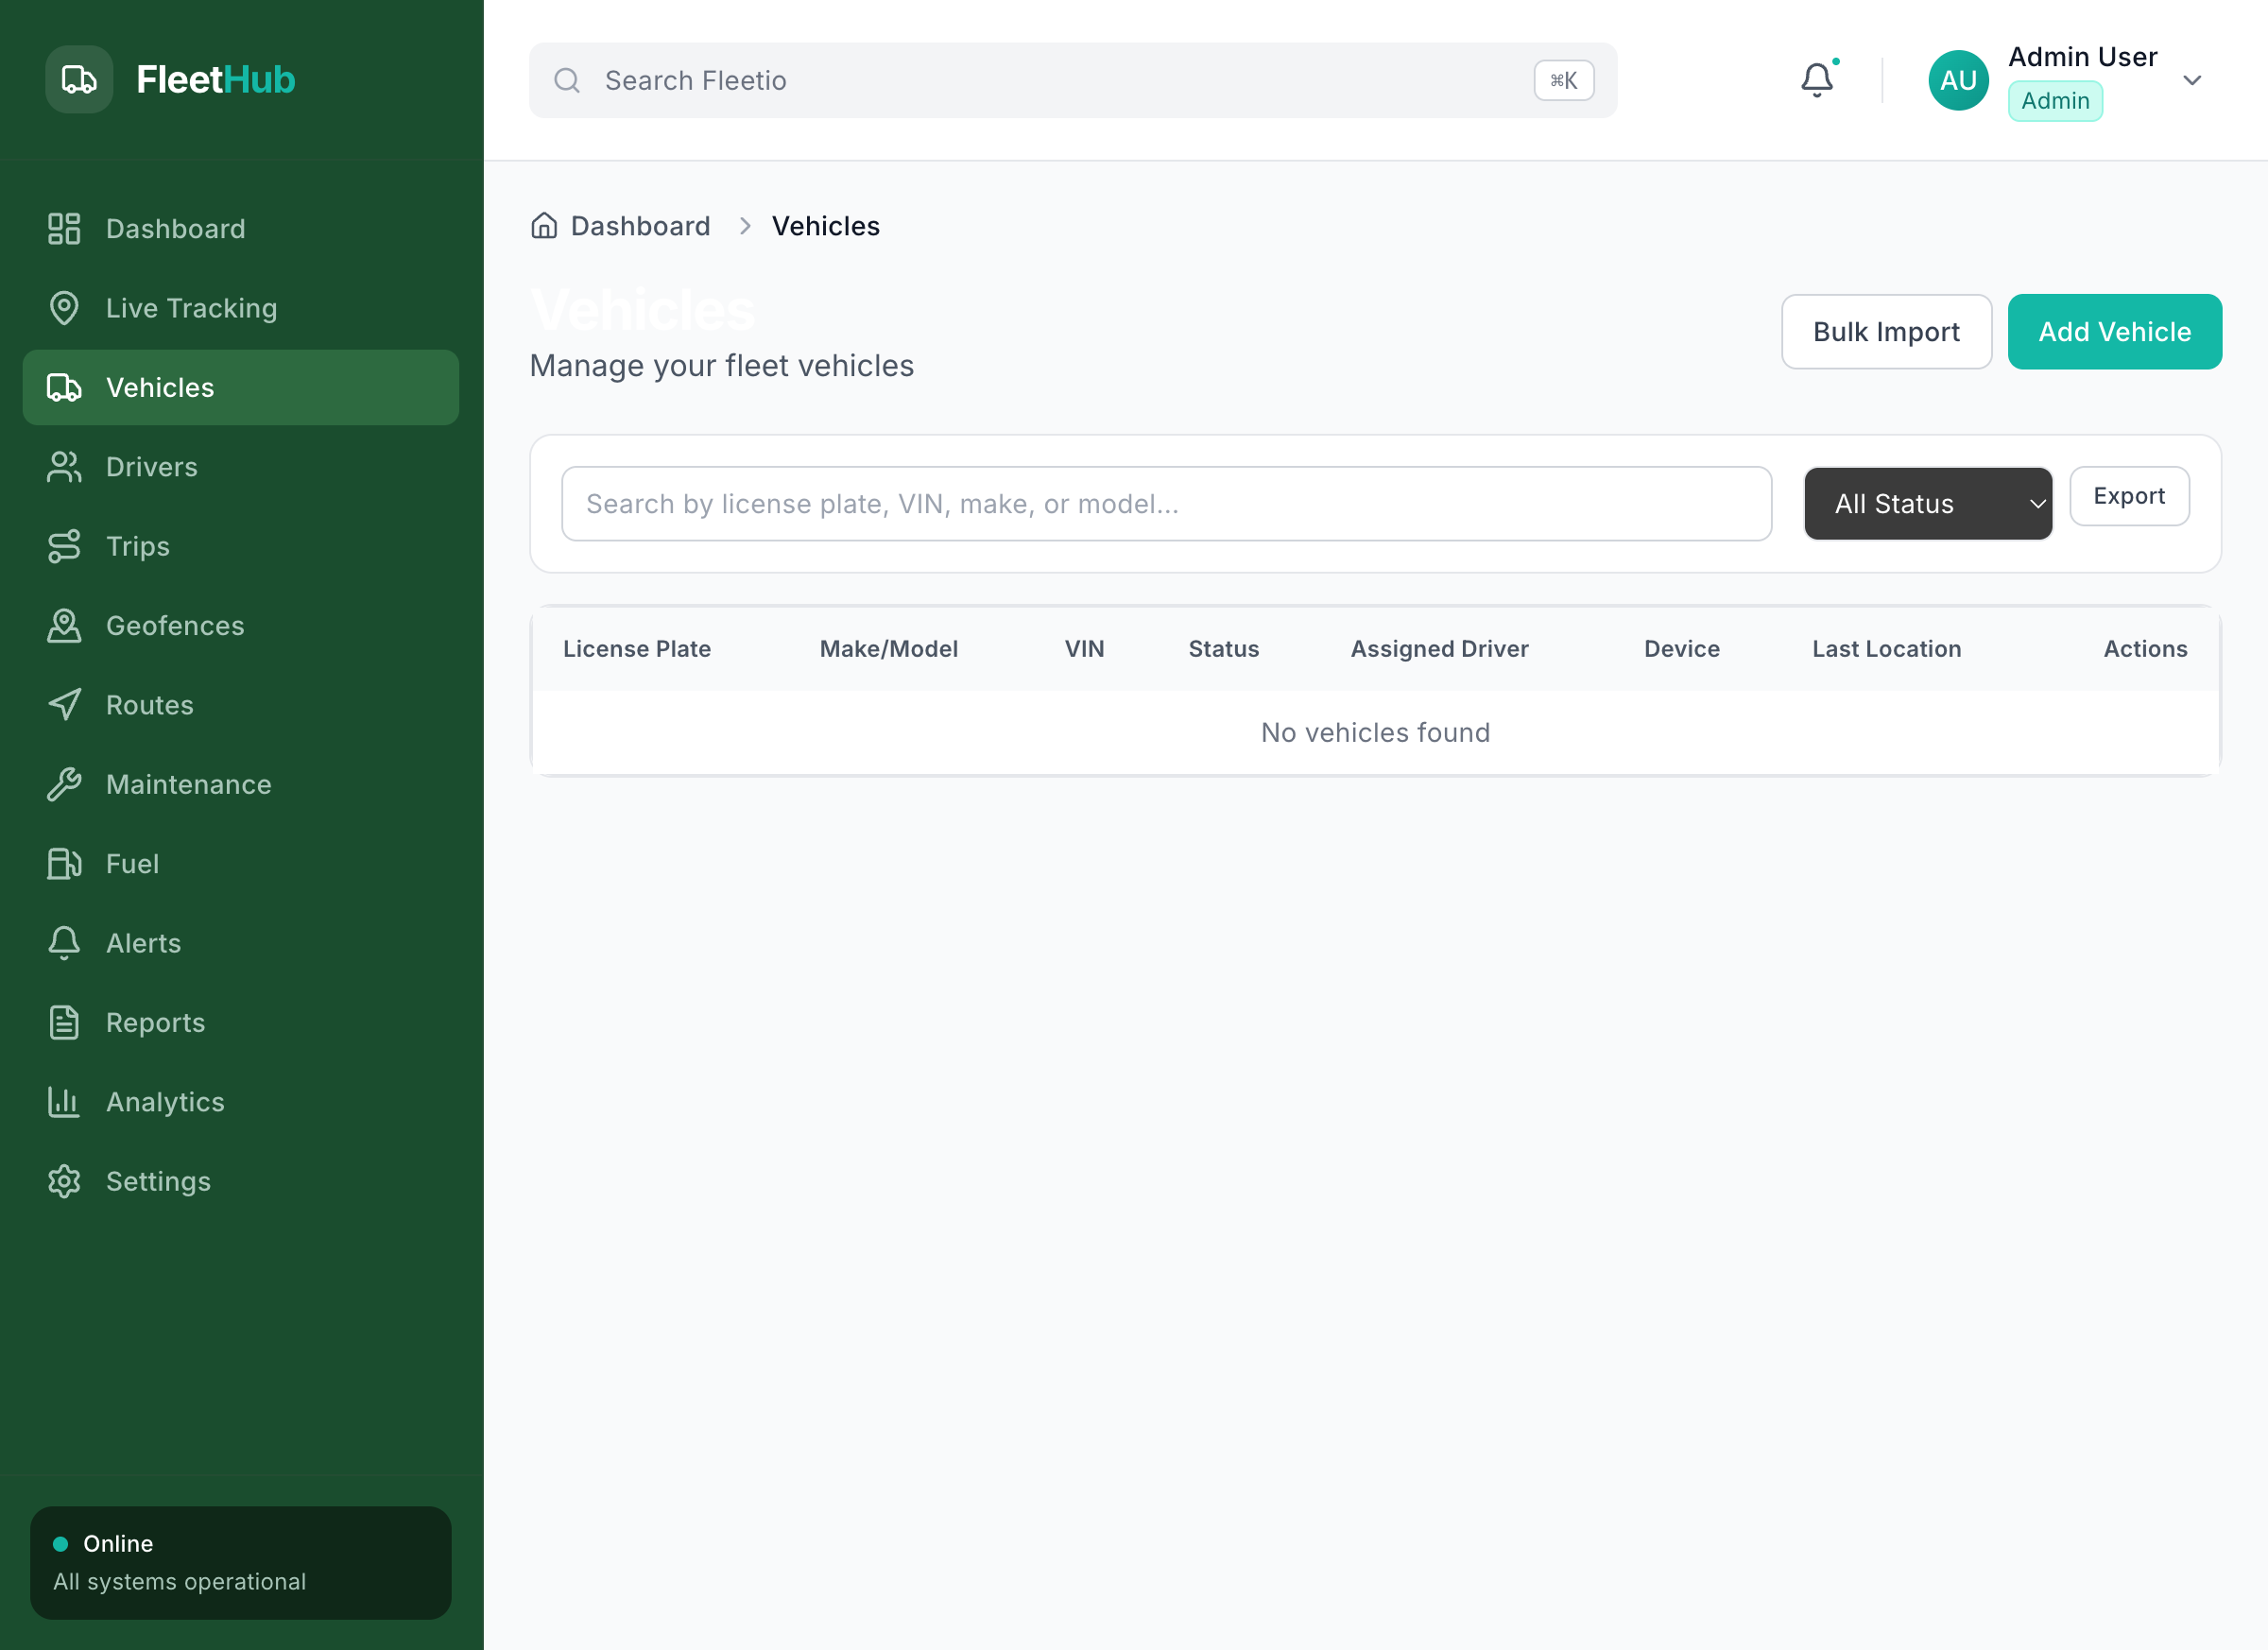 FleetHub
Dashboard
Live Tracking
Vehicles
Drivers
Trips
Geofences
Routes
Maintenance
Fuel
Alerts
Reports
Analytics
Settings
Online
All systems operational
Search Fleetio
⌘K
AU
Admin User
Admin
Dashboard > Vehicles
Vehicles
Manage your fleet vehicles
Bulk Import
Add Vehicle
Search by license plate, VIN, make, or model...
All Status
Export
License Plate Make/Model VIN Status Assigned Driver Device Last Location Actions
No vehicles found